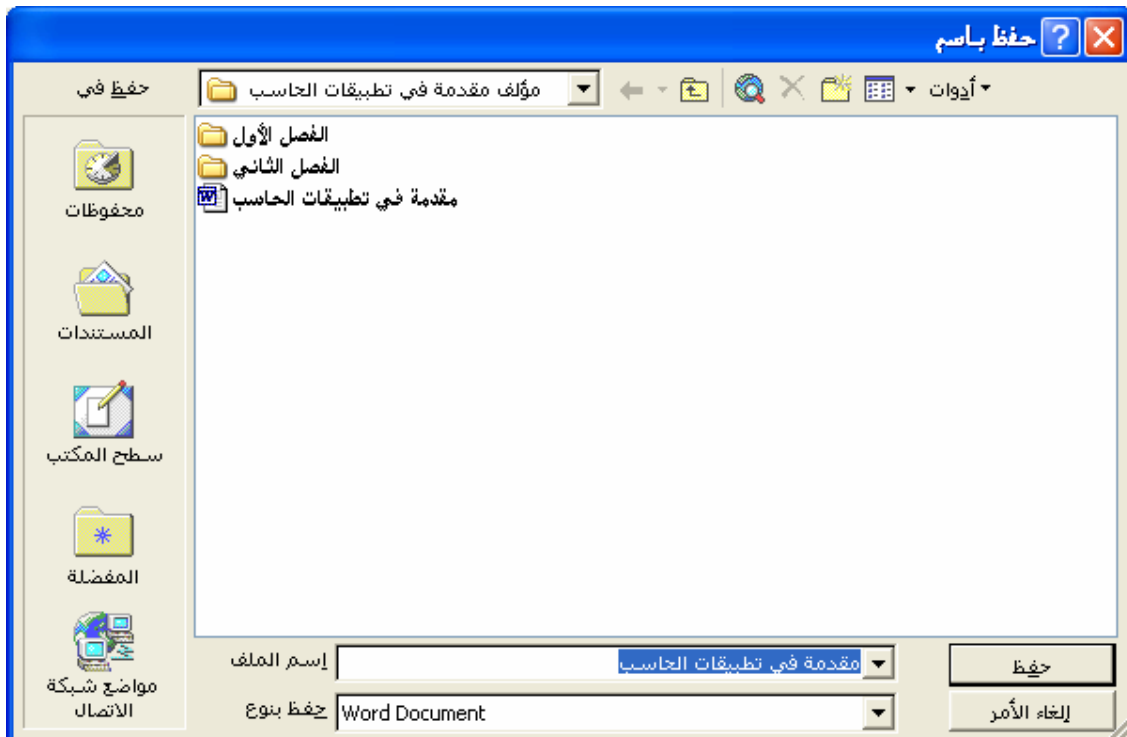 حفظ باسم
حفظ في
مؤلف مقدمة في تطبيقات الحاسب
أدوات
محفوظات
المستندات
سطح المكتب
المفضلة
مواضع شبكة
الاتصال
الفصل الأول
الفصل الثاني
مقدمة في تطبيقات الحاسب
إسم الملف
مقدمة في تطبيقات الحاسب
حفظ
حفظ بنوع
Word Document
إلغاء الأمر